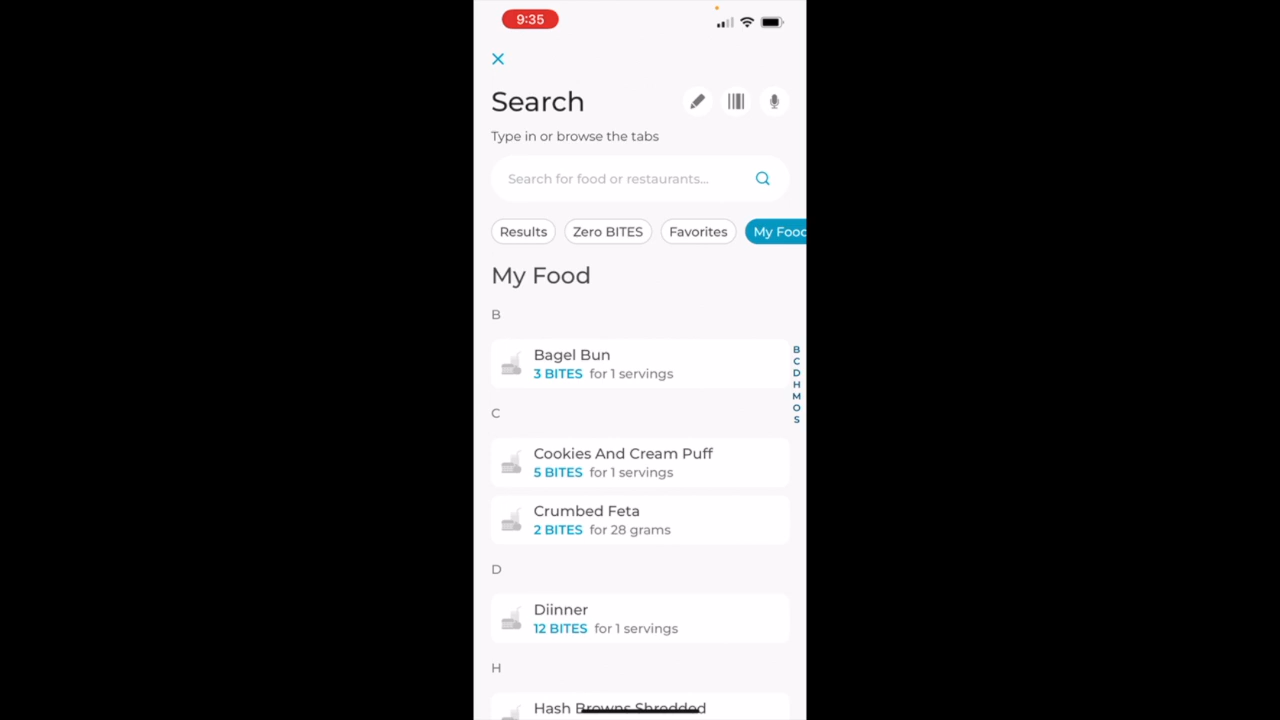 9:35
Search
Type in or browse the tabs
Search for food or restaurants...
Results Zero BITES Favorites My Food
My Food
B
Bagel Bun
3 BITES for 1 servings
C
Cookies And Cream Puff
5 BITES for 1 servings
Crumbed Feta
2 BITES for 28 grams
D
Diinner
12 BITES for 1 servings
H
Hash Browns Shredded
B
C
D
H
M
O
S